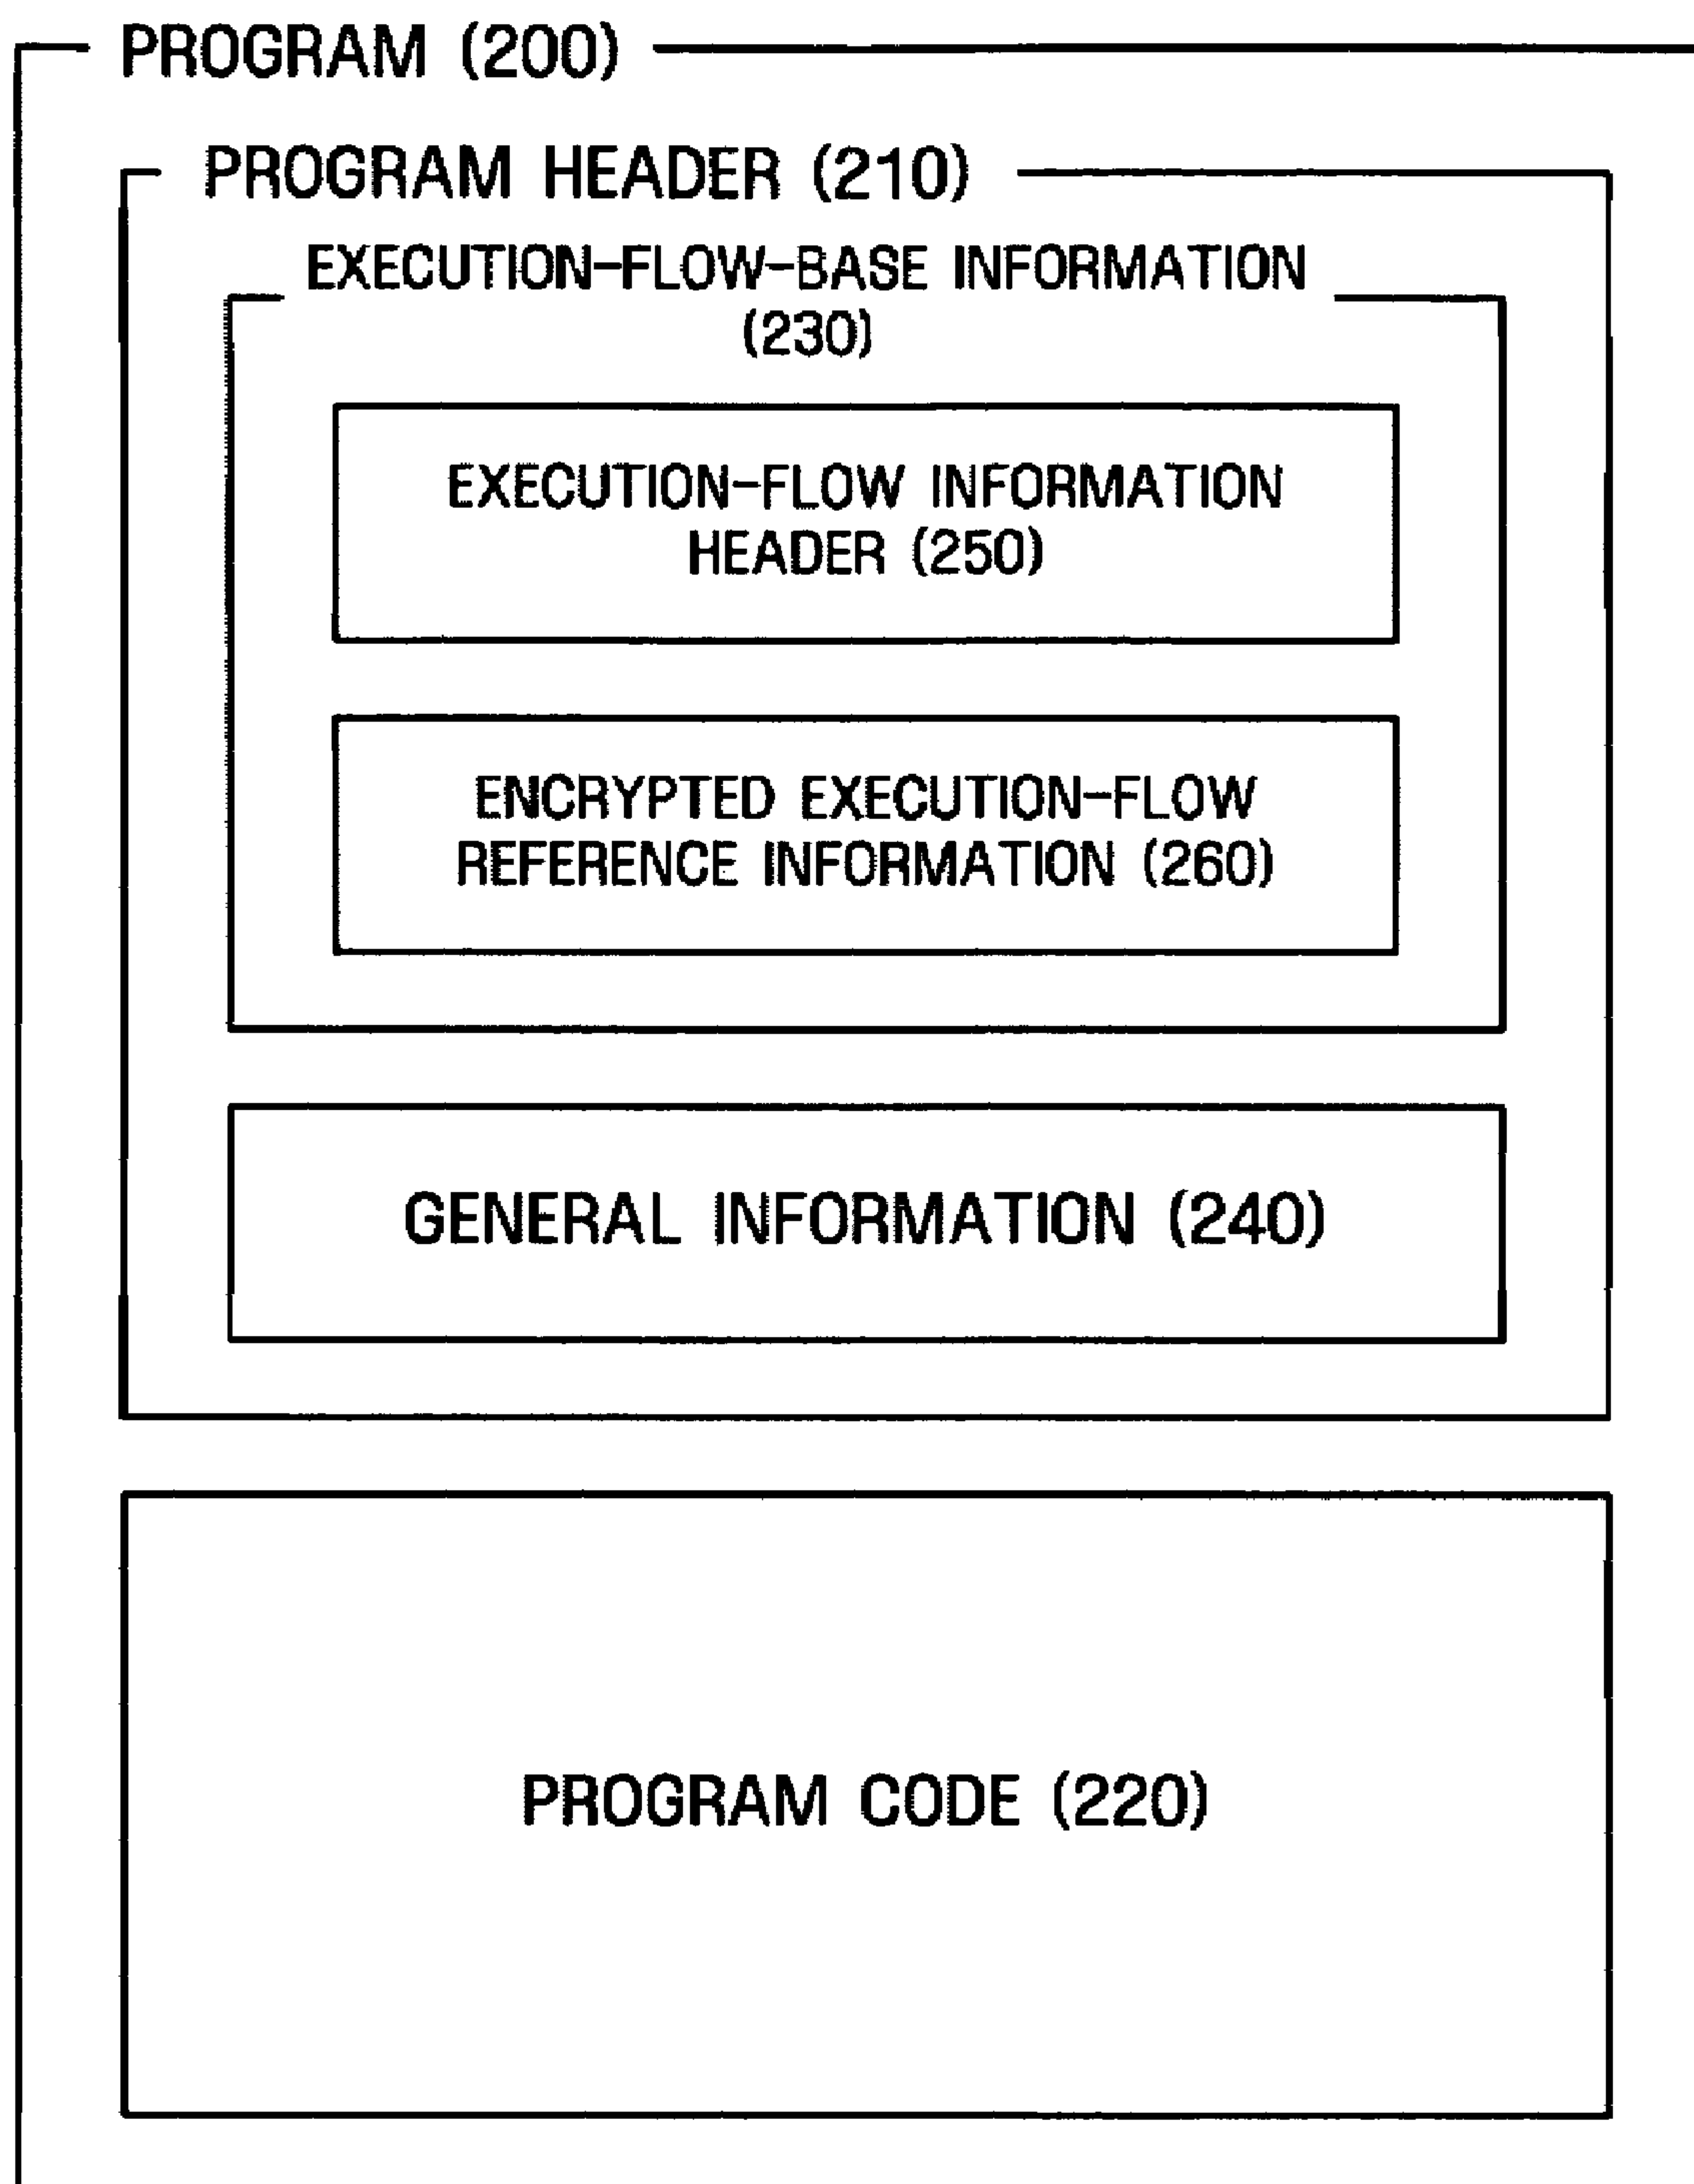 PROGRAM (200)
PROGRAM HEADER (210)
EXECUTION-FLOW-BASE INFORMATION
(230)
EXECUTION-FLOW INFORMATION
HEADER (250)
ENCRYPTED EXECUTION-FLOW
REFERENCE INFORMATION (260)
GENERAL INFORMATION (240)
PROGRAM CODE (220)